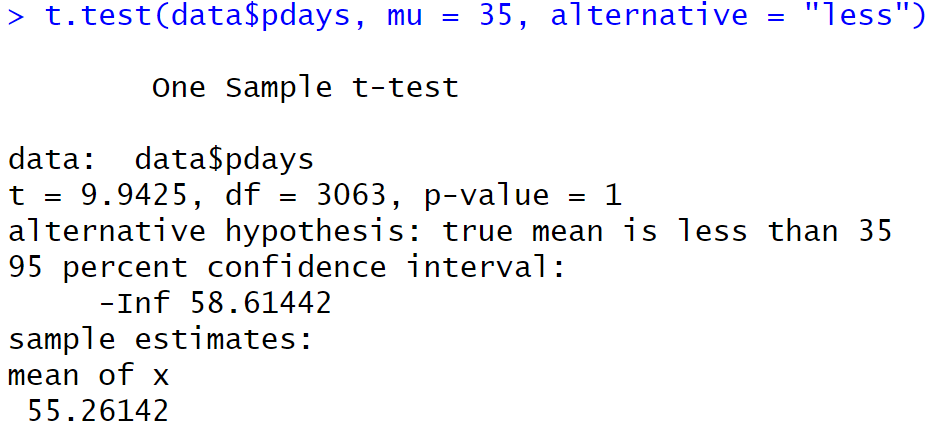 > t.test(data$pdays, mu = 35, alternative = "less")
One Sample t-test
data:  data$pdays
t = 9.9425, df = 3063, p-value = 1
alternative hypothesis: true mean is less than 35
95 percent confidence interval:
-Inf 58.61442
sample estimates:
mean of x
55.26142